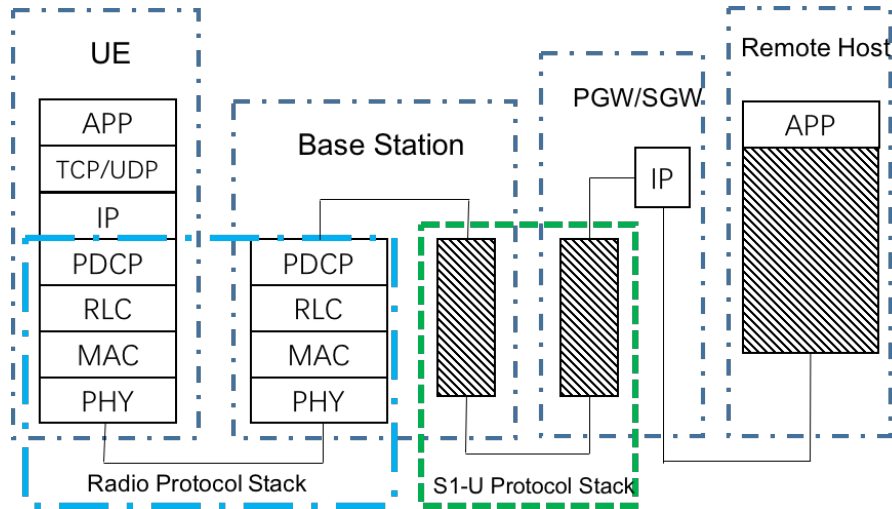 UE
APP
TCP/UDP
IP
PDCP
RLC
MAC
PHY
Base Station
PDCP
RLC
MAC
PHY
Radio Protocol Stack
S1-U Protocol Stack
PGW/SGW
IP
Remote Host
APP